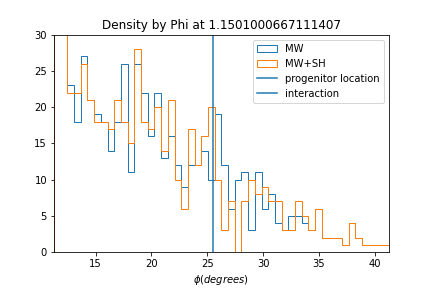 Density by Phi at 1.1501000667111407
MW
MW+SH
progenitor location
interaction
30
25
20
15
10
5
0
15 20 25 30 35 40
ϕ(degrees)